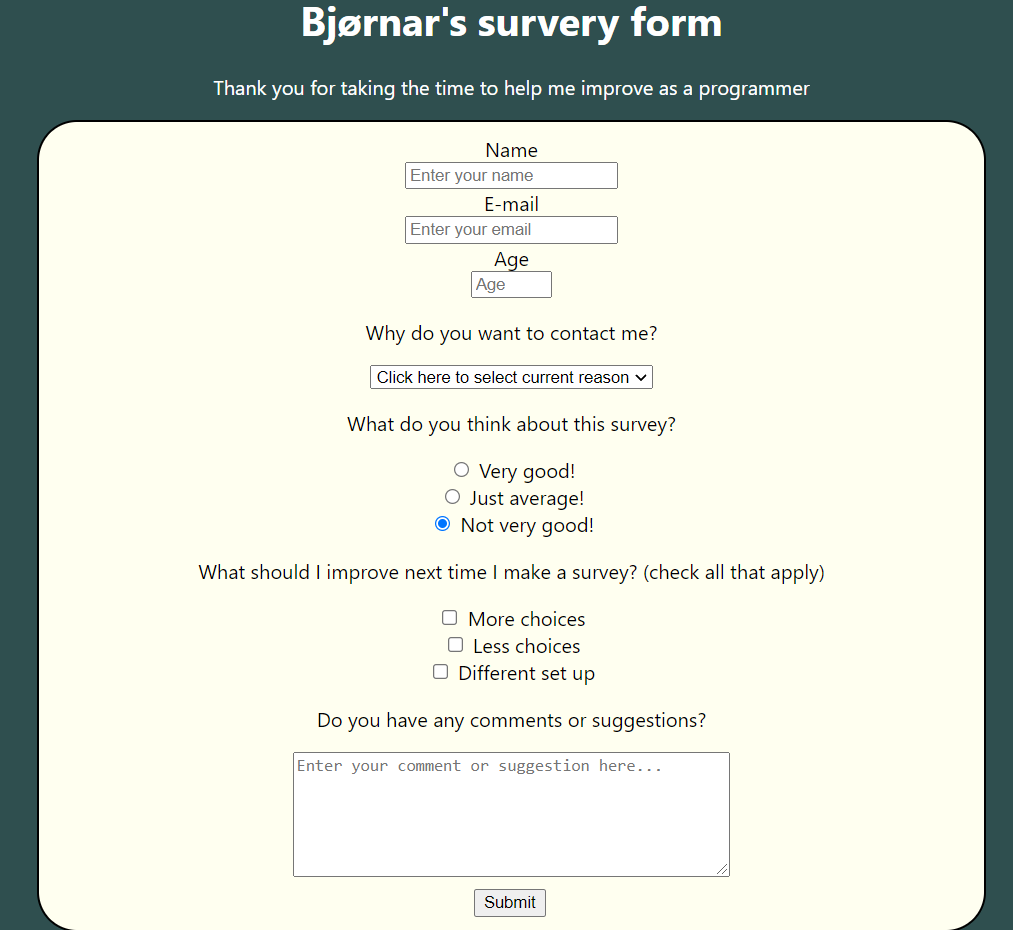 Bjørnar's survery form
Thank you for taking the time to help me improve as a programmer
Name
Enter your name
E-mail
Enter your email
Age
Age
Why do you want to contact me?
Click here to select current reason
What do you think about this survey?
Very good!
Just average!
Not very good!
What should I improve next time I make a survey? (check all that apply)
More choices
Less choices
Different set up
Do you have any comments or suggestions?
Enter your comment or suggestion here...
Submit